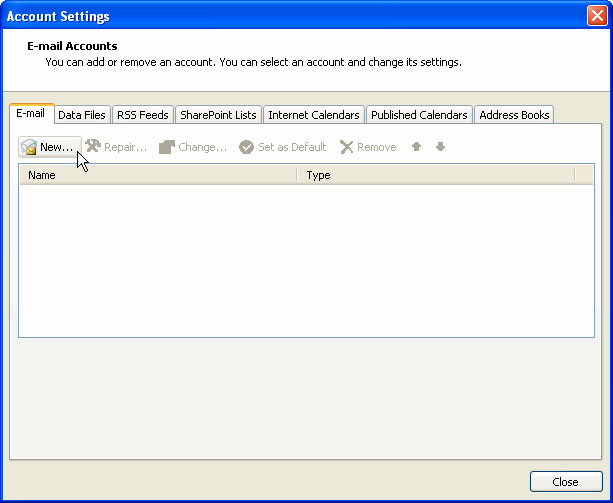 Account Settings
E-mail Accounts
You can add or remove an account. You can select an account and change its settings.
E-mail Data Files RSS Feeds SharePoint Lists Internet Calendars Published Calendars Address Books
New... Repair... Change... Set as Default Remove
Name Type
Close